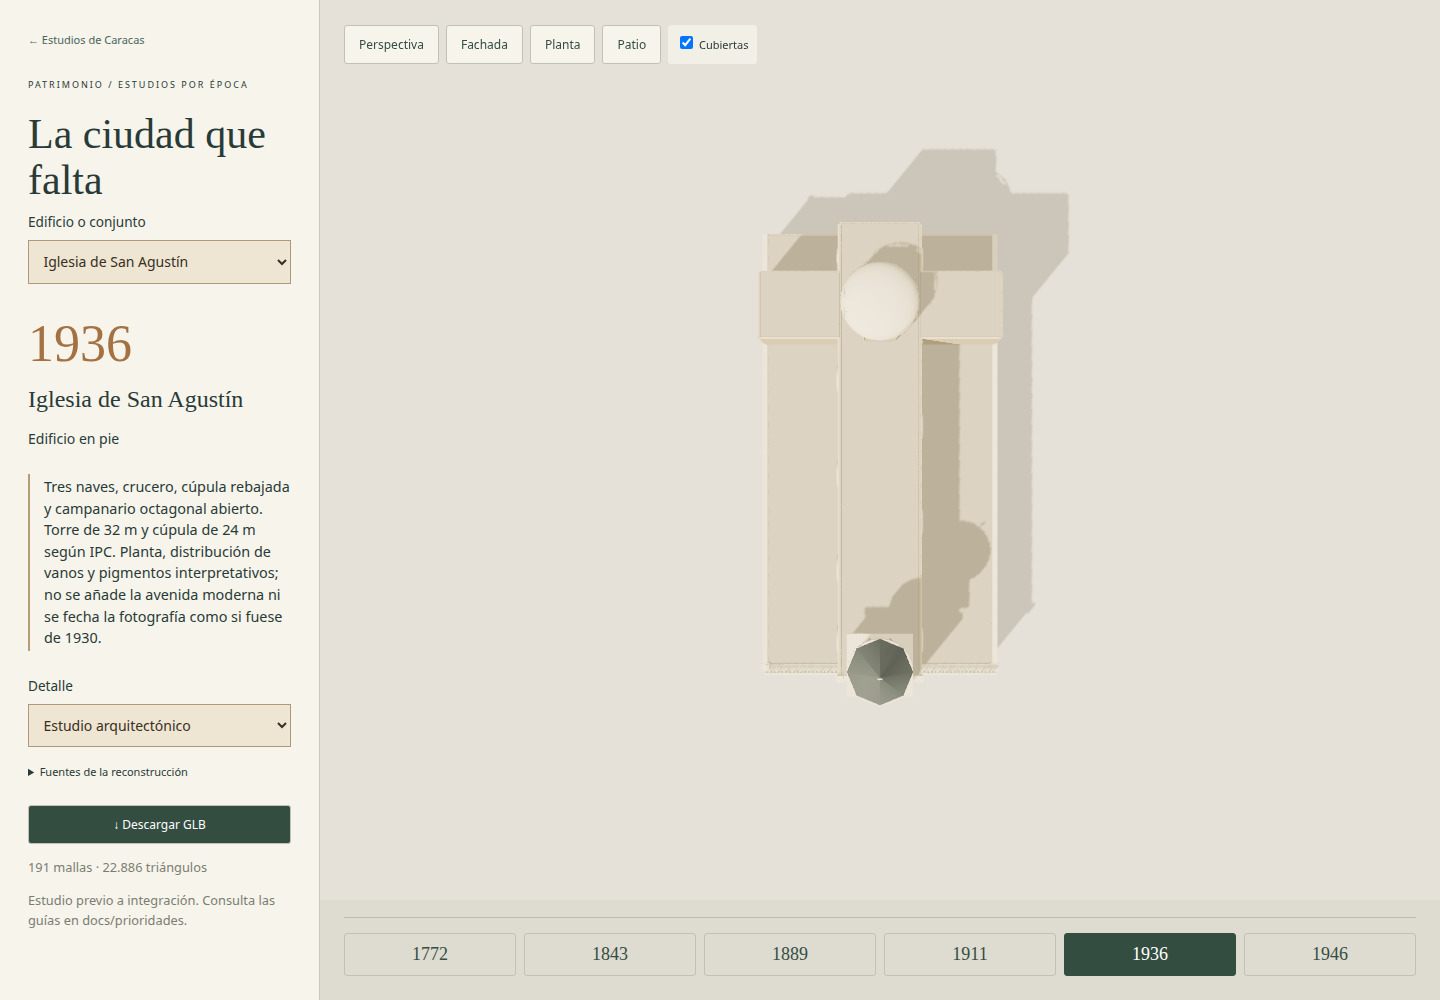 ← Estudios de Caracas
PATRIMONIO / ESTUDIOS POR ÉPOCA
La ciudad que
falta
Edificio o conjunto
Iglesia de San Agustín
1936
Iglesia de San Agustín
Edificio en pie
Tres naves, crucero, cúpula rebajada
y campanario octagonal abierto.
Torre de 32 m y cúpula de 24 m
según IPC. Planta, distribución de
vanos y pigmentos interpretativos;
no se añade la avenida moderna ni
se fecha la fotografía como si fuese
de 1930.
Detalle
Estudio arquitectónico
▶ Fuentes de la reconstrucción
↓ Descargar GLB
191 mallas · 22.886 triángulos
Estudio previo a integración. Consulta las
guías en docs/prioridades.
Perspectiva Fachada Planta Patio Cubiertas
1772 1843 1889 1911 1936 1946